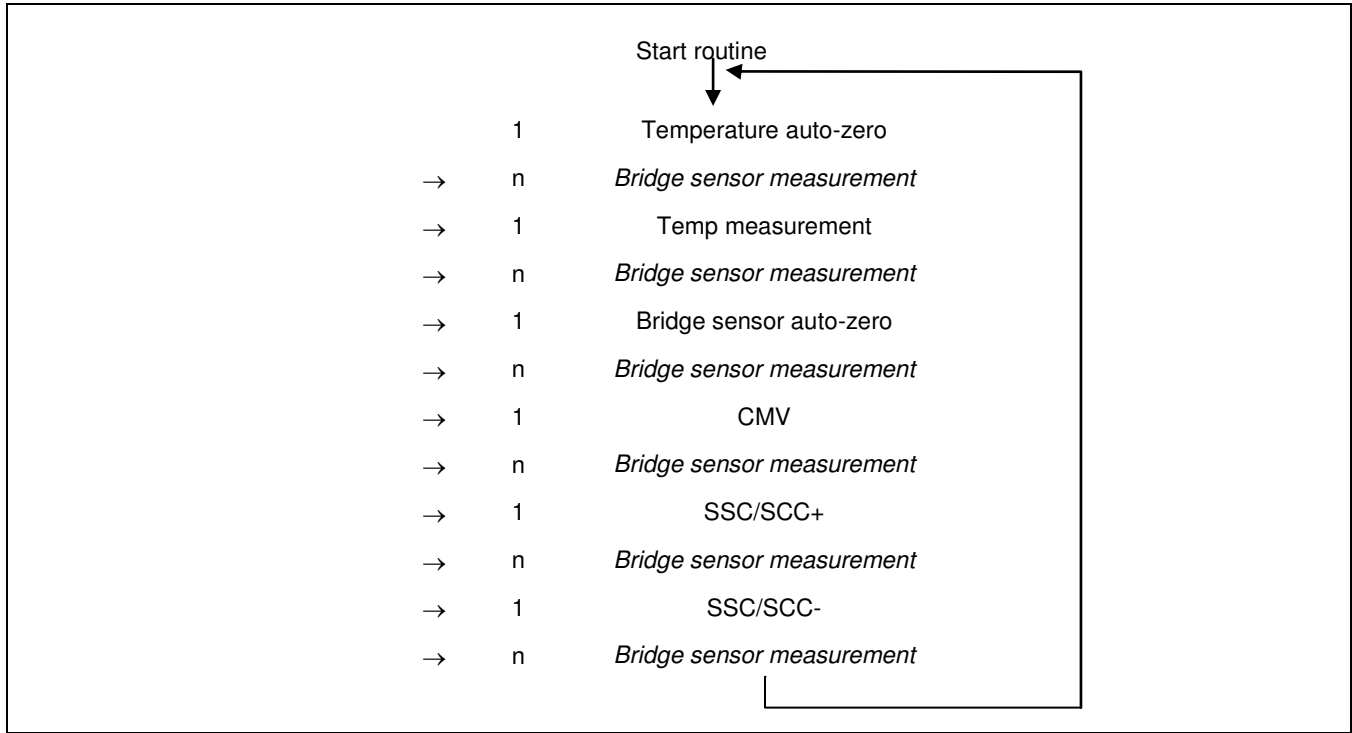 Start routine
1 Temperature auto-zero
→ n Bridge sensor measurement
→ 1 Temp measurement
→ n Bridge sensor measurement
→ 1 Bridge sensor auto-zero
→ n Bridge sensor measurement
→ 1 CMV
→ n Bridge sensor measurement
→ 1 SSC/SCC+
→ n Bridge sensor measurement
→ 1 SSC/SCC-
→ n Bridge sensor measurement